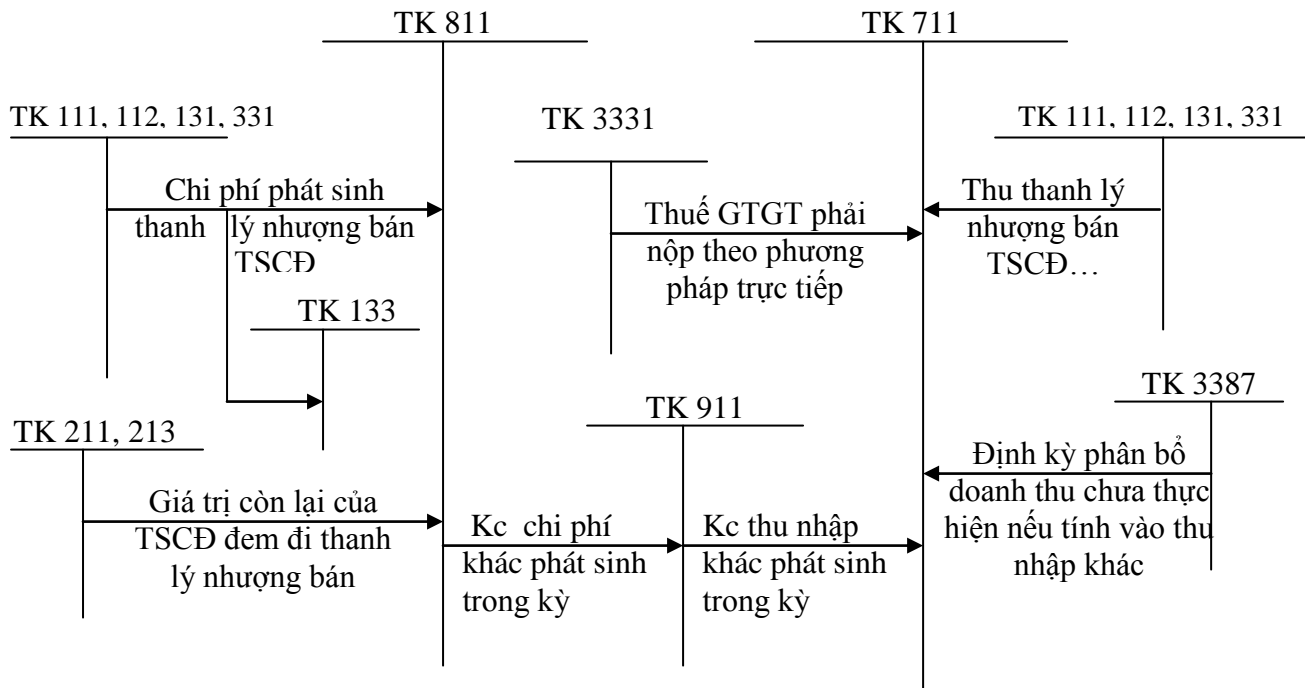 TK 811
TK 711
TK 111, 112, 131, 331
TK 3331
TK 111, 112, 131, 331
Chi phí phát sinh
thanh lý nhượng bán
TSCĐ
Thuế GTGT phải
nộp theo phương
pháp trực tiếp
Thu thanh lý
nhượng bán
TSCĐ…
TK 133
TK 911
TK 3387
TK 211, 213
Giá trị còn lại của
TSCĐ đem đi thanh
lý nhượng bán
Kc chi phí
khác phát sinh
trong kỳ
Kc thu nhập
khác phát sinh
trong kỳ
Định kỳ phân bổ
doanh thu chưa thực
hiện nếu tính vào thu
nhập khác